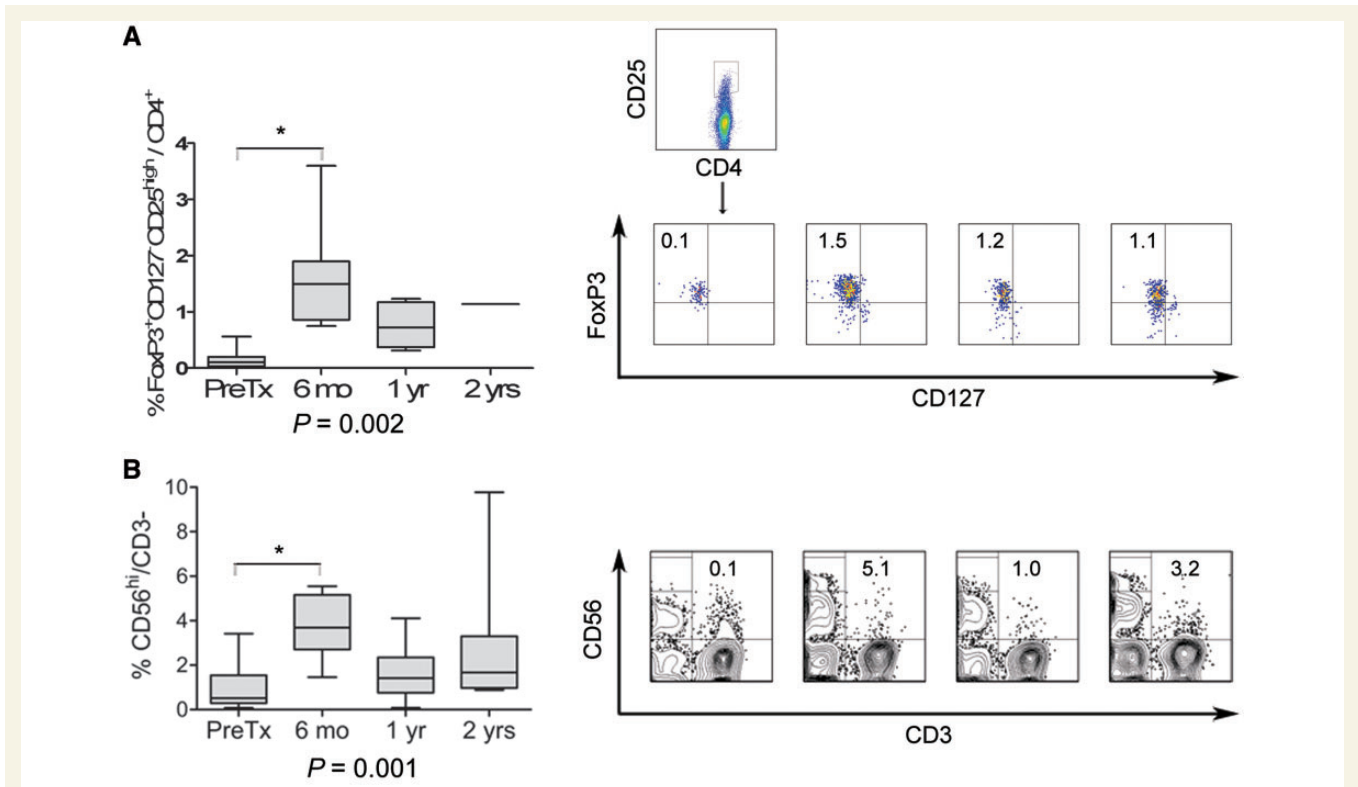 A
%FoxP3⁺CD127⁻CD25ʰⁱᵍʰ / CD4⁺
4
3
2
1
0
*
PreTx 6 mo 1 yr 2 yrs
P = 0.002
CD25
CD4
FoxP3
0.1 1.5 1.2 1.1
CD127
B
% CD56ʰⁱ/CD3-
10
8
6
4
2
0
*
PreTx 6 mo 1 yr 2 yrs
P = 0.001
CD56
0.1 5.1 1.0 3.2
CD3